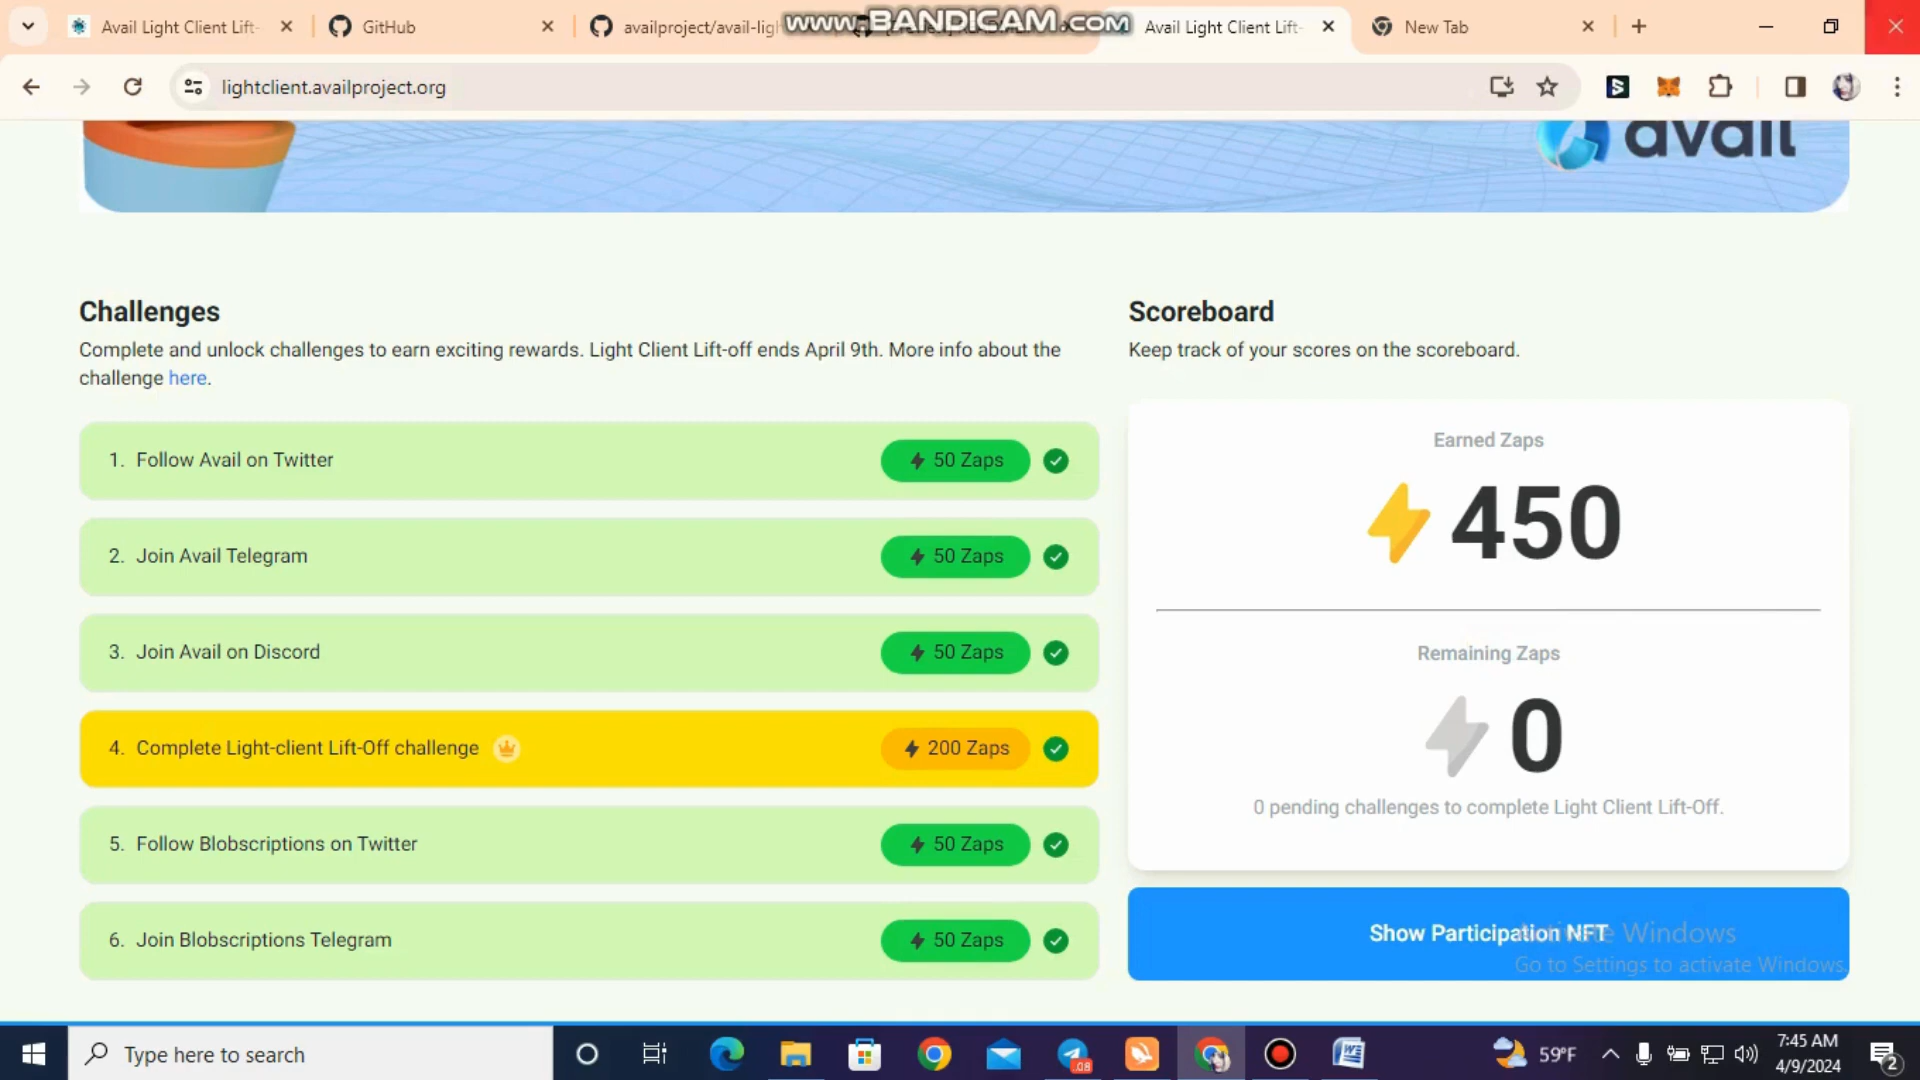 Avail Light Client Lift-
GitHub
availproject/avail-ligh
www.BANDICAM.com
Avail Light Client Lift-
New Tab
lightclient.availproject.org
avail
Challenges
Complete and unlock challenges to earn exciting rewards. Light Client Lift-off ends April 9th. More info about the
challenge here.
1. Follow Avail on Twitter
50 Zaps
2. Join Avail Telegram
50 Zaps
3. Join Avail on Discord
50 Zaps
4. Complete Light-client Lift-Off challenge
200 Zaps
5. Follow Blobscriptions on Twitter
50 Zaps
6. Join Blobscriptions Telegram
50 Zaps
Scoreboard
Keep track of your scores on the scoreboard.
Earned Zaps
450
Remaining Zaps
0
0 pending challenges to complete Light Client Lift-Off.
Show Participation NFT
Activate Windows
Go to Settings to activate Windows.
Type here to search
.08
59°F
7:45 AM
4/9/2024
2